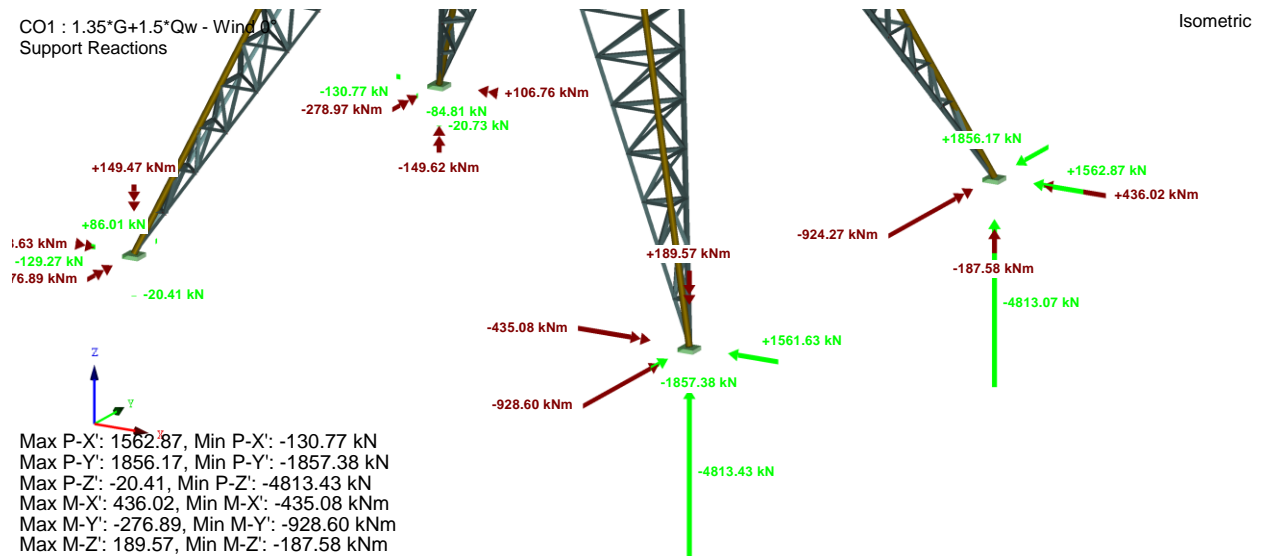 CO1 : 1.35*G+1.5*Qw - Wind 0°
Support Reactions
Isometric
-130.77 kN
-278.97 kNm
+106.76 kNm
-84.81 kN
-20.73 kN
-149.62 kNm
+149.47 kNm
+86.01 kN
.63 kNm
-129.27 kN
76.89 kNm
-20.41 kN
+1856.17 kN
+1562.87 kN
+436.02 kNm
-924.27 kNm
-187.58 kNm
-4813.07 kN
+189.57 kNm
-435.08 kNm
+1561.63 kN
-1857.38 kN
-928.60 kNm
-4813.43 kN
Z
Y
X
Max P-X': 1562.87, Min P-X': -130.77 kN
Max P-Y': 1856.17, Min P-Y': -1857.38 kN
Max P-Z': -20.41, Min P-Z': -4813.43 kN
Max M-X': 436.02, Min M-X': -435.08 kNm
Max M-Y': -276.89, Min M-Y': -928.60 kNm
Max M-Z': 189.57, Min M-Z': -187.58 kNm